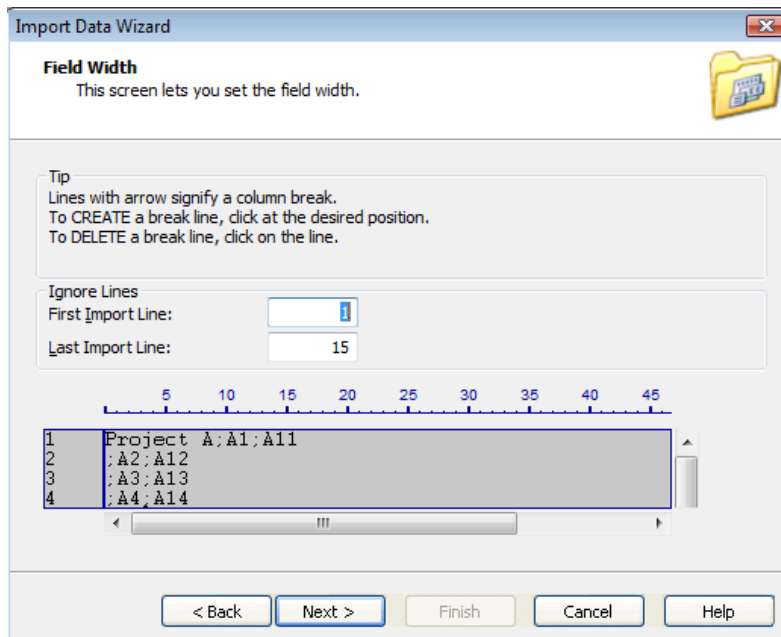 Import Data Wizard
Field Width
This screen lets you set the field width.
Tip
Lines with arrow signify a column break.
To CREATE a break line, click at the desired position.
To DELETE a break line, click on the line.
Ignore Lines
First Import Line: 1
Last Import Line: 15
5 10 15 20 25 30 35 40 45
1 Project A;A1;A11
2 ;A2;A12
3 ;A3;A13
4 ;A4;A14
< Back Next > Finish Cancel Help